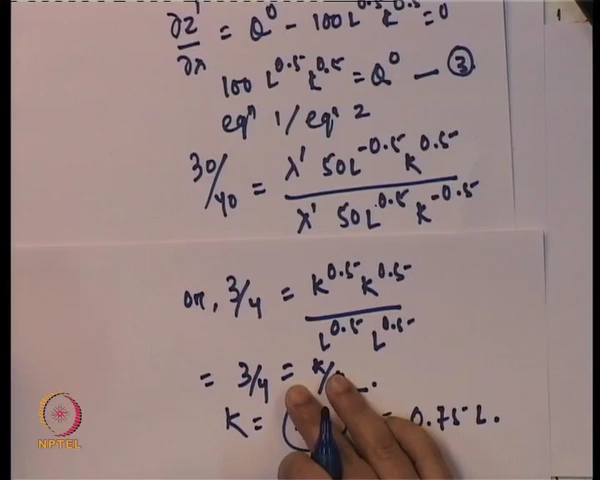 ∂Z'/∂λ = Q⁰ - 100 L^0.5 K^0.5 = 0
100 L^0.5 K^0.5 = Q⁰ — ③
eqⁿ 1 / eqⁿ 2
30/40 = λ' 50L^-0.5 K^0.5 / λ' 50L^0.5 K^-0.5
or, 3/4 = K^0.5 K^0.5 / L^0.5 L^0.5
= 3/4 = K/L.
K = = 0.75 L.
NPTEL